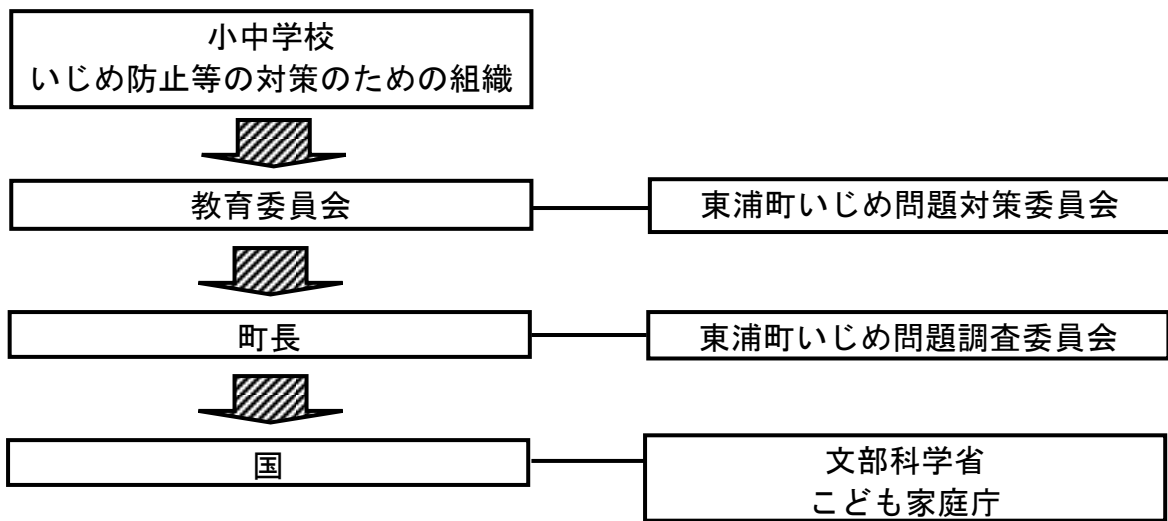 小中学校
いじめ防止等の対策のための組織
教育委員会
東浦町いじめ問題対策委員会
町長
東浦町いじめ問題調査委員会
国
文部科学省
こども家庭庁